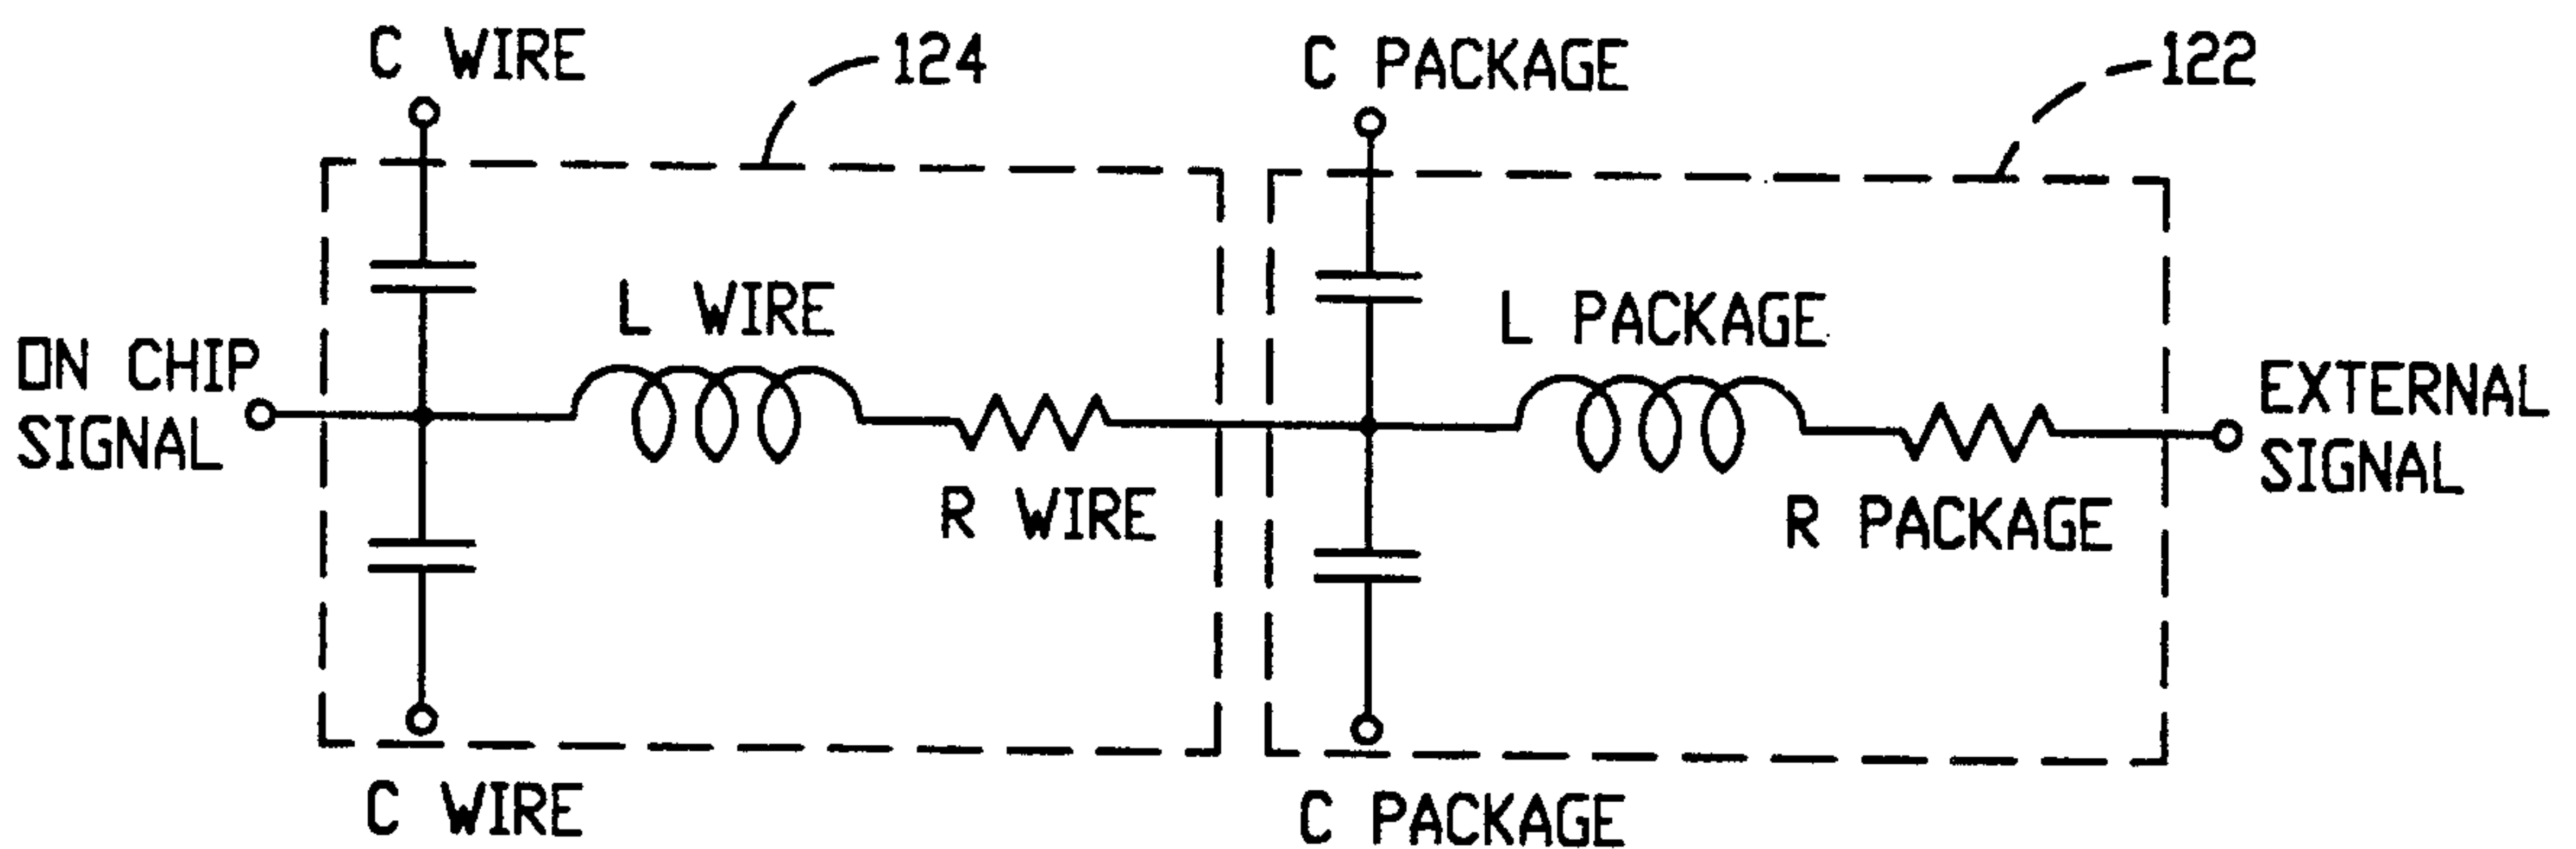 C WIRE
124
C PACKAGE
122
L WIRE
L PACKAGE
ON CHIP
SIGNAL
EXTERNAL
SIGNAL
R WIRE
R PACKAGE
C WIRE
C PACKAGE